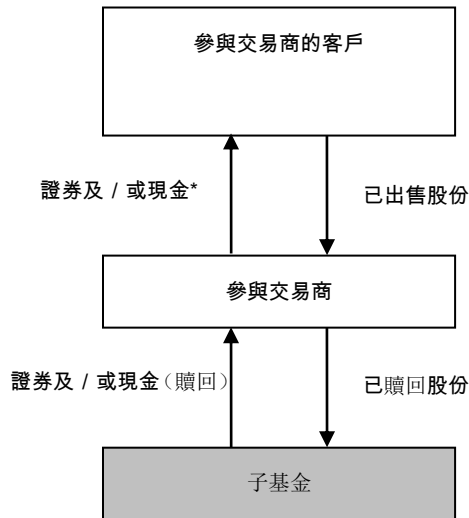 參與交易商的客戶
證券及 / 或現金*
已出售股份
參與交易商
證券及 / 或現金（贖回）
已贖回股份
子基金